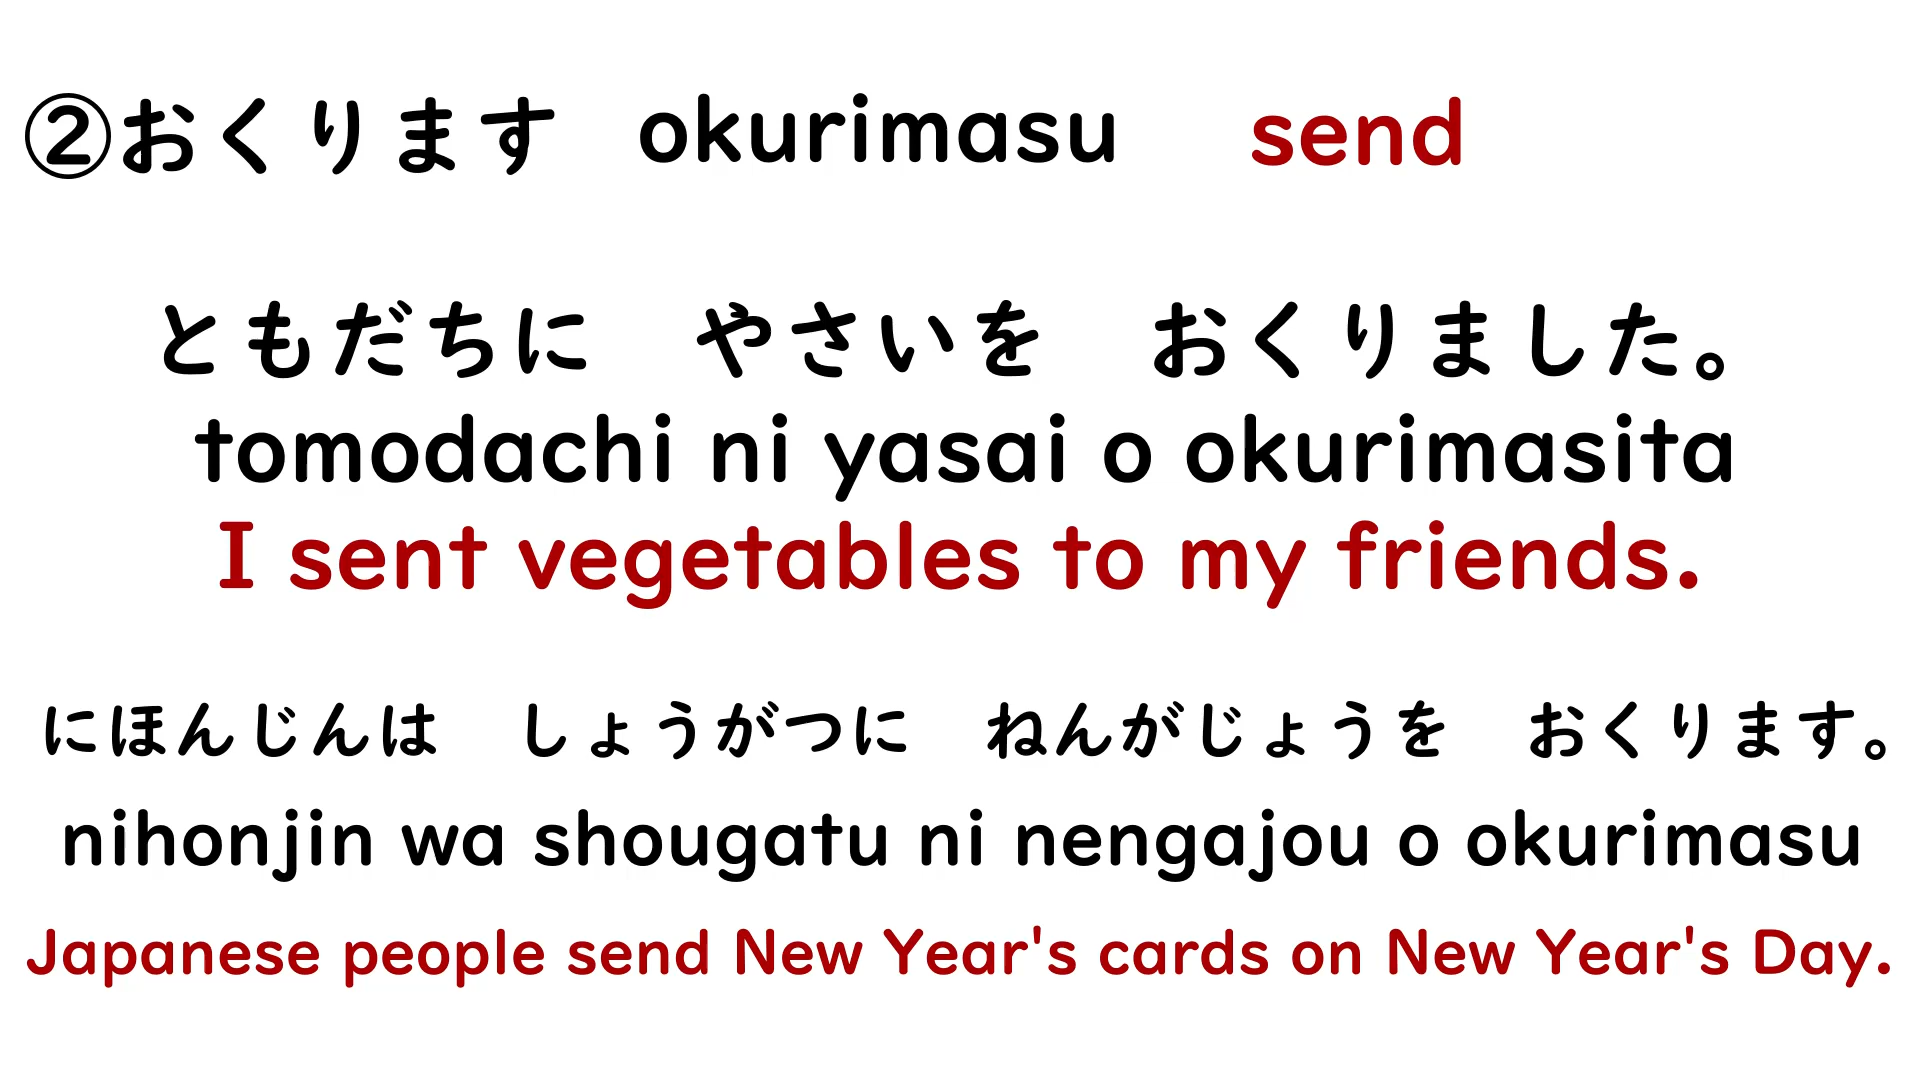 ②おくります okurimasu send
ともだちに　やさいを　おくりました。
tomodachi ni yasai o okurimasita
I sent vegetables to my friends.
にほんじんは　しょうがつに　ねんがじょうを　おくります。
nihonjin wa shougatu ni nengajou o okurimasu
Japanese people send New Year's cards on New Year's Day.